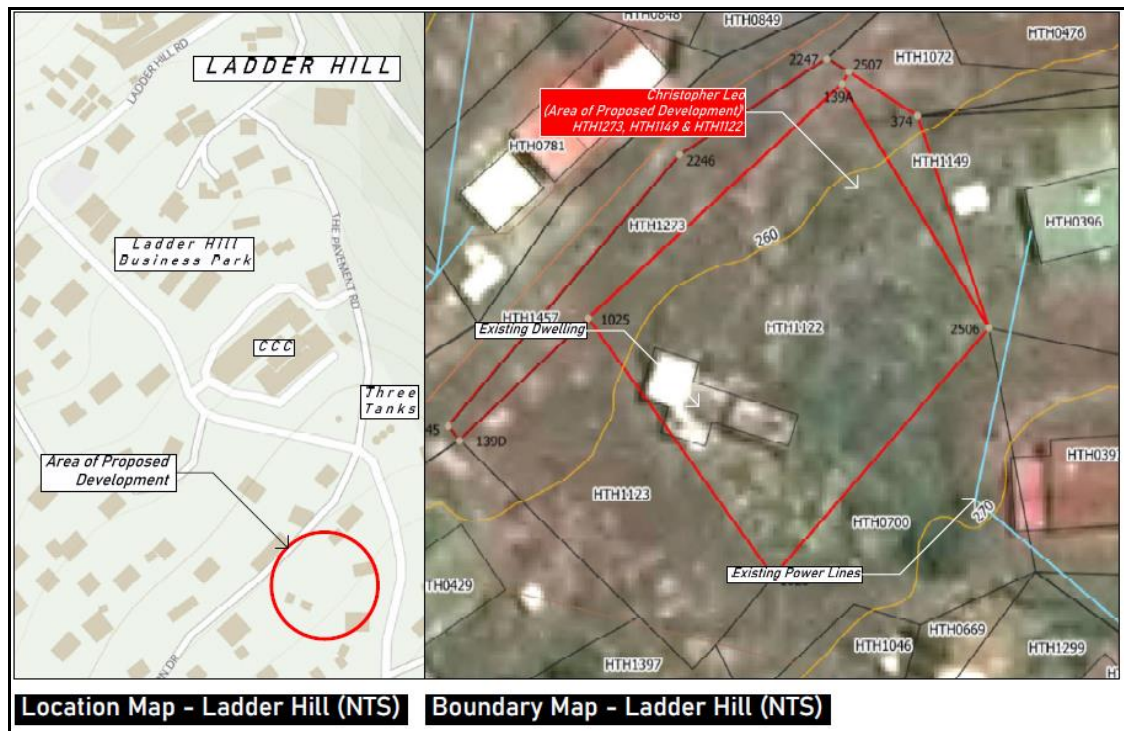 LADDER HILL RD
LADDER HILL
Ladder Hill
Business Park
THE PAVEMENT RD
CCC
Three
Tanks
Area of Proposed
Development
DR
HTH0848
HTH0849
HTH0476
2247
2507
HTH1072
139A
Christopher Leo
(Area of Proposed Development)
HTH1273, HTH1149 & HTH1122
374
HTH0781
2246
HTH1149
HTH1273
HTH0396
260
HTH1457
1025
Existing Dwelling
HTH1122
2506
45
139D
HTH039
HTH1123
HTH0700
270
Existing Power Lines
TH0429
HTH1046
HTH0669
HTH1299
HTH1397
Location Map - Ladder Hill (NTS)
Boundary Map - Ladder Hill (NTS)